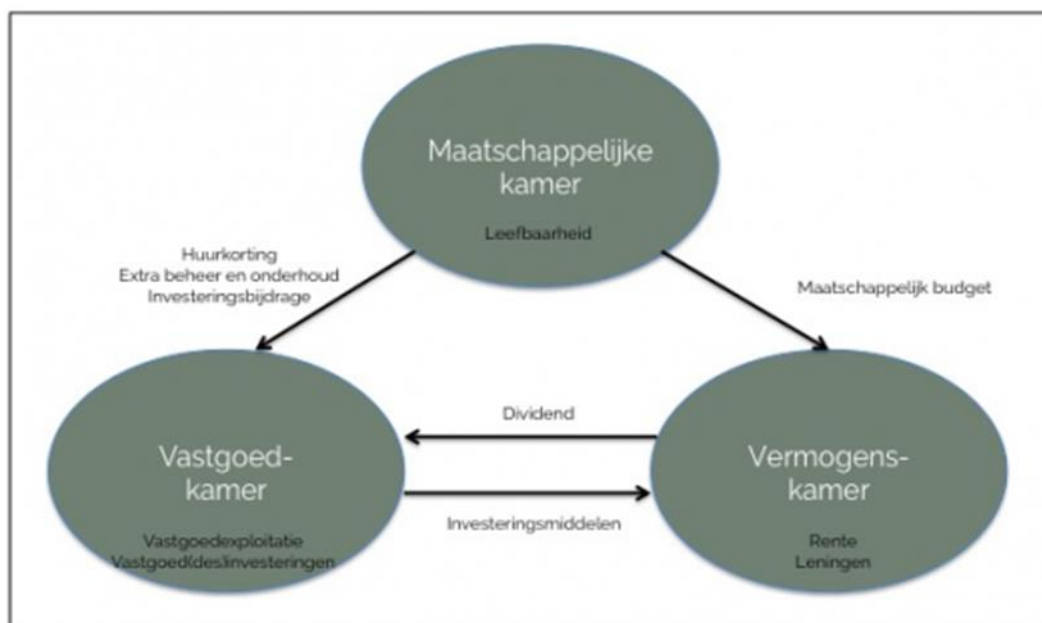 Maatschappelijke
kamer
Leefbaarheid
Huurkorting
Extra beheer en onderhoud
Investeringsbijdrage
Maatschappelijk budget
Dividend
Vastgoed-
kamer
Vastgoedexploitatie
Vastgoed(des)investeringen
Investeringsmiddelen
Vermogens-
kamer
Rente
Leningen